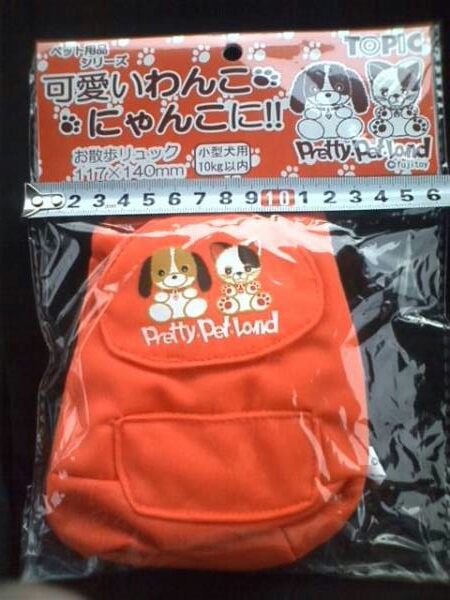 ペット用品
シリーズ
TOPIC
可愛いわんこ
にゃんこに!!
お散歩リュック
117×140mm
小型犬用
10kg以内
Pretty・Pet・Land
©fujitoy
2 3 4 5 6 7 8 9 10 1 2 3 4 5 6
Pretty・Pet・Land